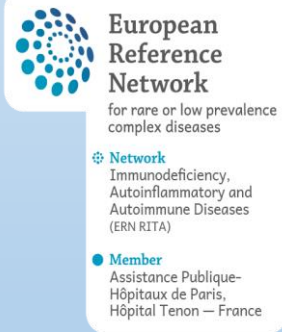 European
Reference
Network
for rare or low prevalence
complex diseases
Network
Immunodeficiency,
Autoinflammatory and
Autoimmune Diseases
(ERN RITA)
Member
Assistance Publique-
Hôpitaux de Paris,
Hôpital Tenon — France